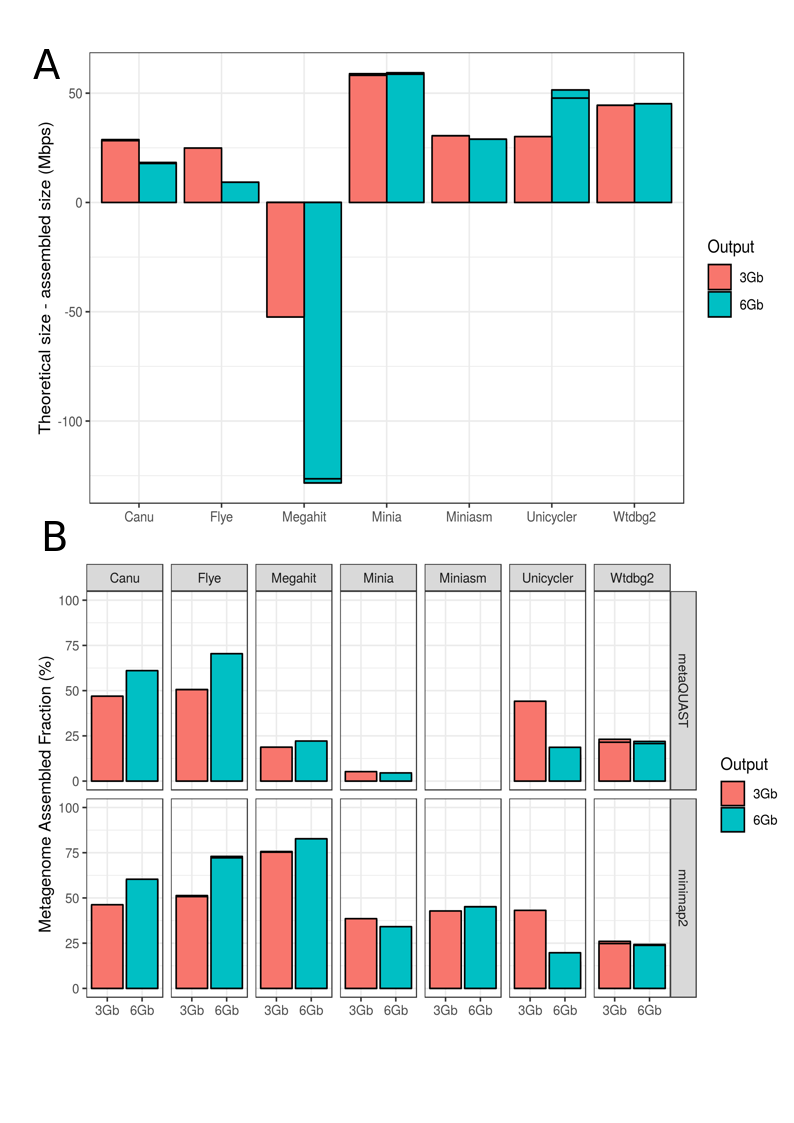 A
Theoretical size - assembled size (Mbps)
50
0
-50
-100
Canu Flye Megahit Minia Miniasm Unicycler Wtdbg2
Output
3Gb
6Gb
B
Canu Flye Megahit Minia Miniasm Unicycler Wtdbg2
Metagenome Assembled Fraction (%)
100
75
50
25
0
metaQUAST
100
75
50
25
0
minimap2
3Gb 6Gb 3Gb 6Gb 3Gb 6Gb 3Gb 6Gb 3Gb 6Gb 3Gb 6Gb 3Gb 6Gb
Output
3Gb
6Gb